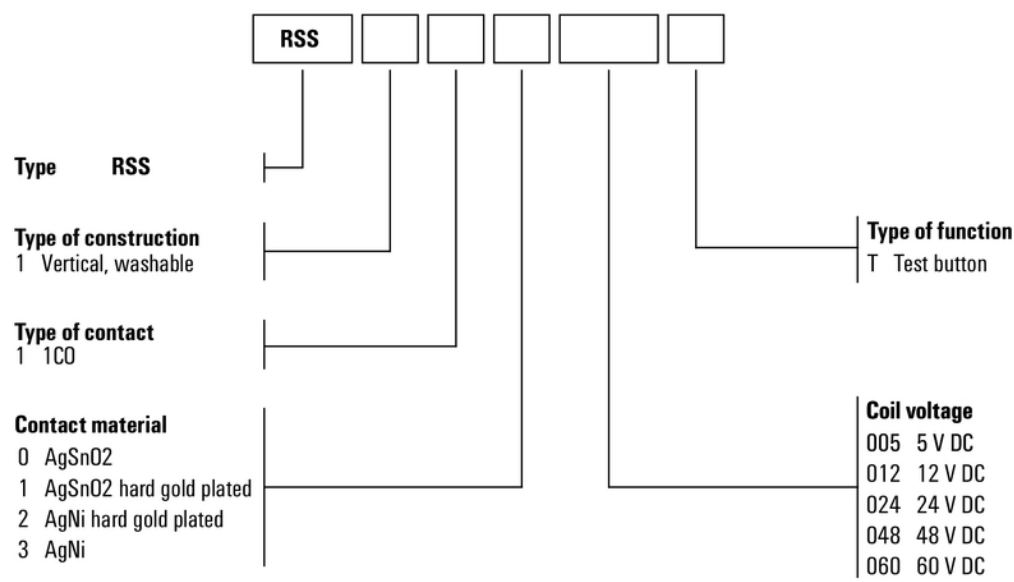 RSS
Type RSS
Type of construction
1 Vertical, washable
Type of contact
1 1CO
Contact material
0 AgSnO2
1 AgSnO2 hard gold plated
2 AgNi hard gold plated
3 AgNi
Type of function
T Test button
Coil voltage
005 5 V DC
012 12 V DC
024 24 V DC
048 48 V DC
060 60 V DC